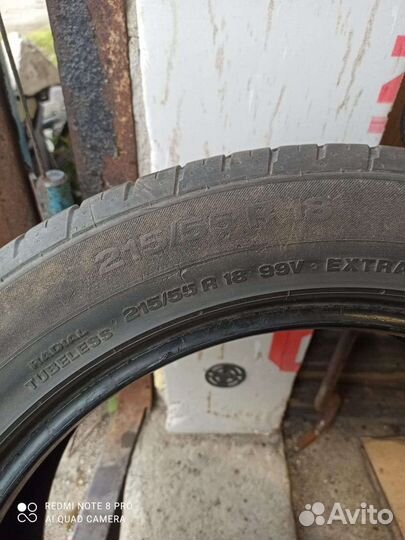 215/55 R 18
RADIAL
TUBELESS 215/55 R 18 99V EXTRA
REDMI NOTE 8 PRO
AI QUAD CAMERA
Avito